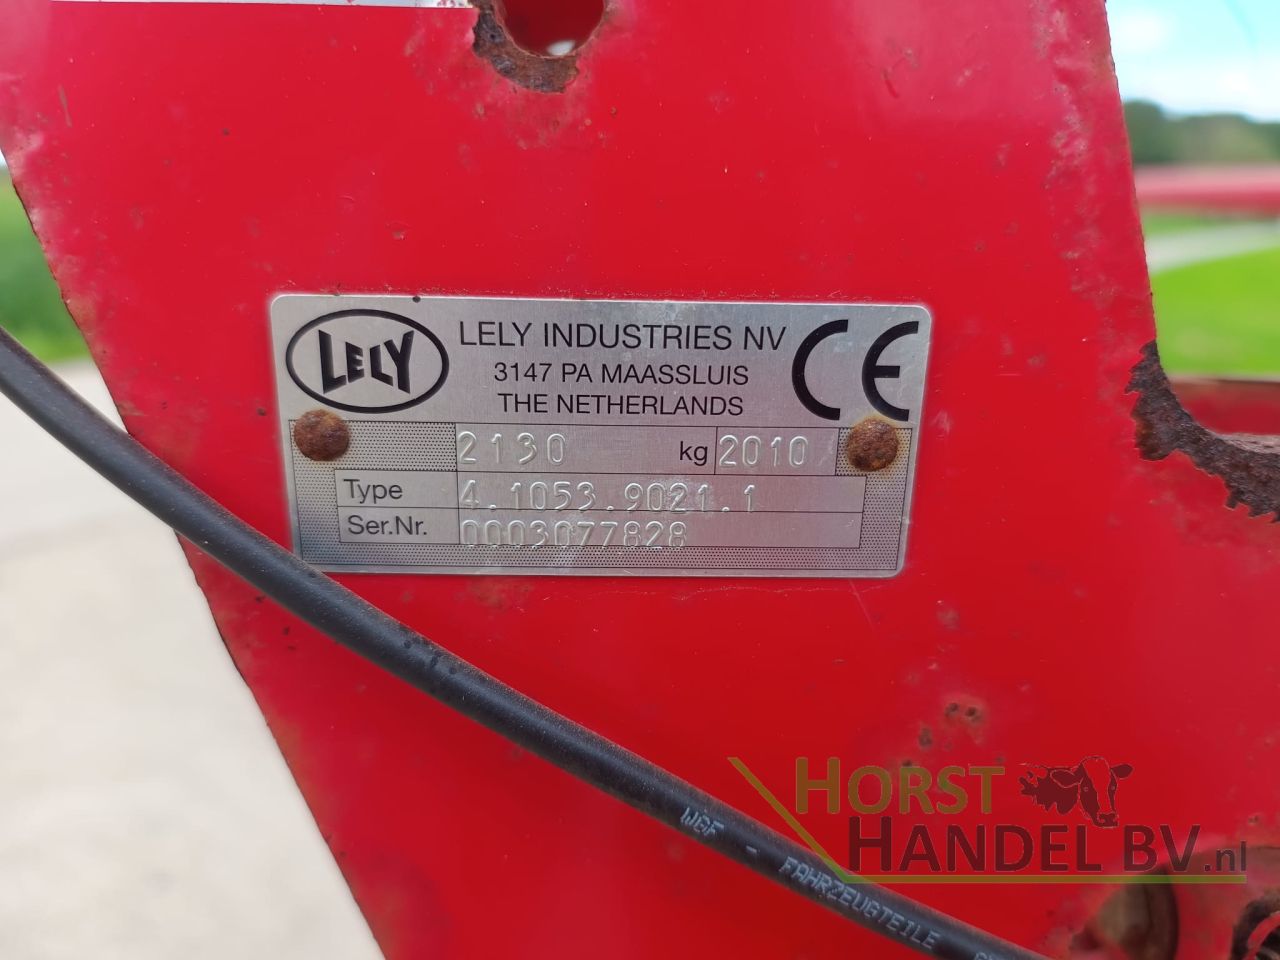 LELY
LELY INDUSTRIES NV
3147 PA MAASSLUIS
THE NETHERLANDS
CE
2130 kg 2010
Type 4.1053.9021.1
Ser.Nr. 0003077828
WGF - FAHRZEUGTEILE
HORST
HANDEL BV.nl